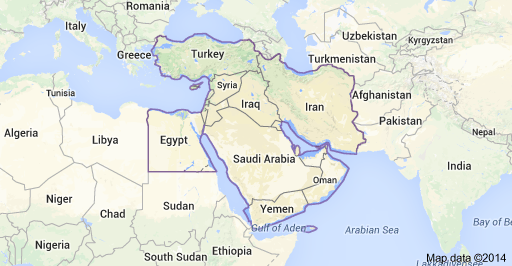 Romania
Italy
Uzbekistan
Kyrgyzstan
Greece
Turkey
Turkmenistan
Tunisia
Syria
Iraq
Iran
Afghanistan
Algeria
Libya
Egypt
Pakistan
Nepal
Saudi Arabia
India
Oman
Niger
Chad
Sudan
Yemen
Gulf of Aden
Arabian Sea
Bay of Be
Nigeria
South Sudan
Ethiopia
Lakkadivelikara
Map data ©2014